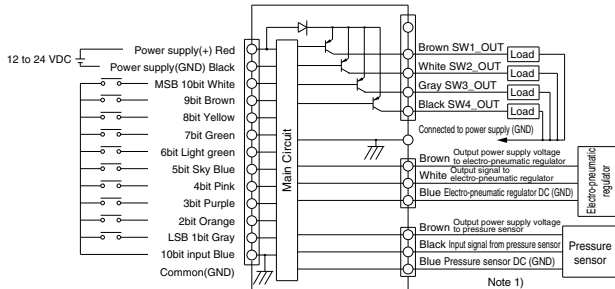 12 to 24 VDC
Power supply(+) Red
Power supply(GND) Black
MSB 10bit White
9bit Brown
8bit Yellow
7bit Green
6bit Light green
5bit Sky Blue
4bit Pink
3bit Purple
2bit Orange
LSB 1bit Gray
10bit input Blue
Common(GND)
Main Circuit
Brown SW1_OUT
Load
White SW2_OUT
Load
Gray SW3_OUT
Load
Black SW4_OUT
Load
Connected to power supply (GND)
Brown Output power supply voltage
to electro-pneumatic regulator
White Output signal to
electro-pneumatic regulator
Blue Electro-pneumatic regulator DC (GND)
Electro-pneumatic
regulator
Brown Output power supply voltage
to pressure sensor
Black Input signal from pressure sensor
Blue Pressure sensor DC (GND)
Pressure
sensor
Note 1)